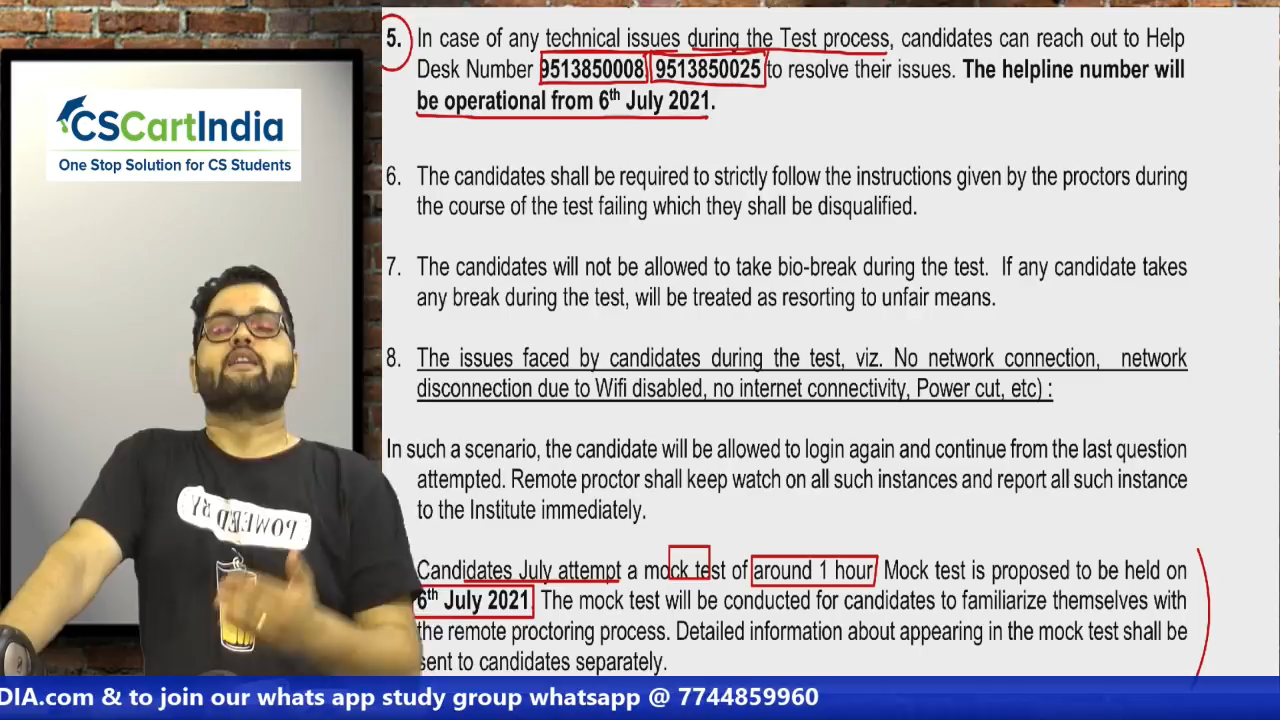 5. In case of any technical issues during the Test process, candidates can reach out to Help
Desk Number 9513850008, 9513850025 to resolve their issues. The helpline number will
be operational from 6th July 2021.
CSCartIndia
One Stop Solution for CS Students
6. The candidates shall be required to strictly follow the instructions given by the proctors during
the course of the test failing which they shall be disqualified.
7. The candidates will not be allowed to take bio-break during the test. If any candidate takes
any break during the test, will be treated as resorting to unfair means.
8. The issues faced by candidates during the test, viz. No network connection, network
disconnection due to Wifi disabled, no internet connectivity, Power cut, etc) :
In such a scenario, the candidate will be allowed to login again and continue from the last question
attempted. Remote proctor shall keep watch on all such instances and report all such instance
to the Institute immediately.
POWERED BY
Candidates July attempt a mock test of around 1 hour. Mock test is proposed to be held on
6th July 2021. The mock test will be conducted for candidates to familiarize themselves with
the remote proctoring process. Detailed information about appearing in the mock test shall be
sent to candidates separately.
DIA.com & to join our whats app study group whatsapp @ 7744859960